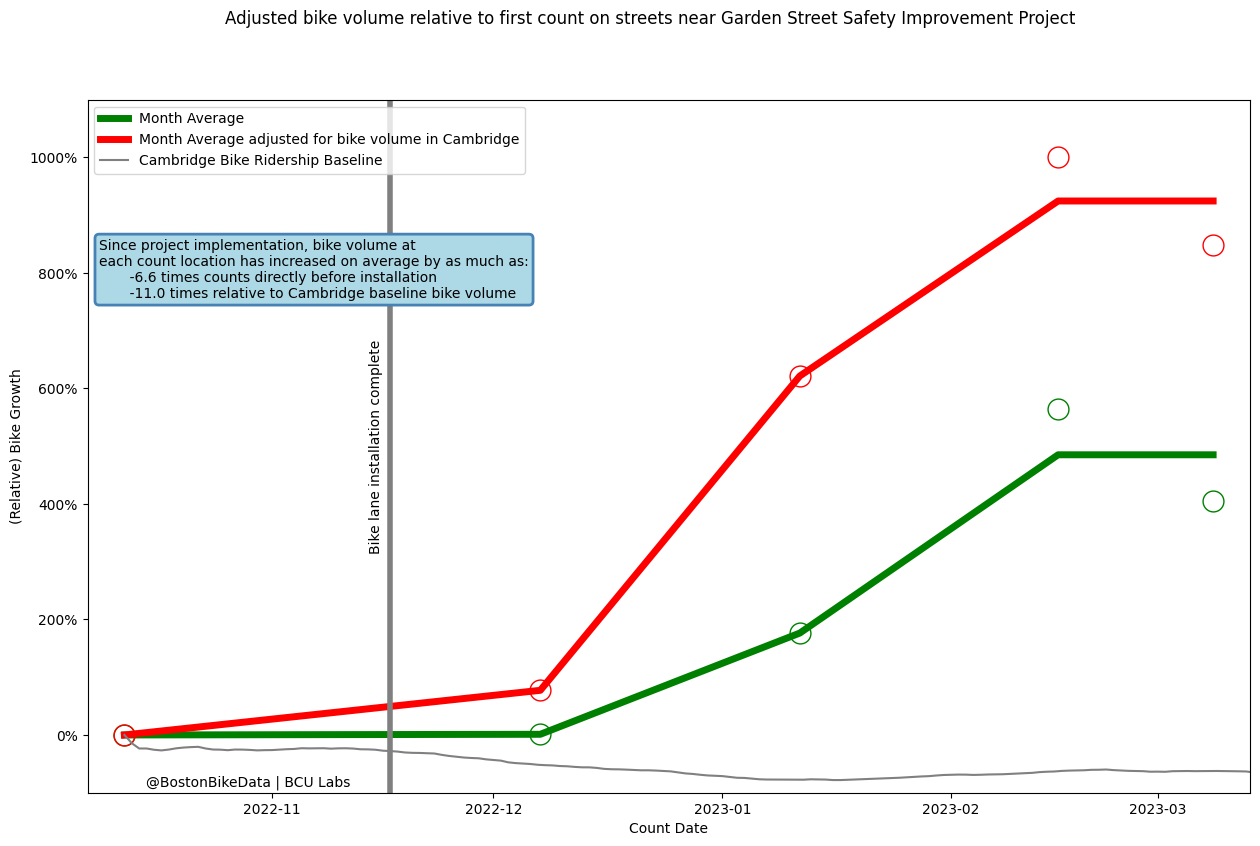 Adjusted bike volume relative to first count on streets near Garden Street Safety Improvement Project
Month Average
Month Average adjusted for bike volume in Cambridge
Cambridge Bike Ridership Baseline
Since project implementation, bike volume at
each count location has increased on average by as much as:
-6.6 times counts directly before installation
-11.0 times relative to Cambridge baseline bike volume
Bike lane installation complete
(Relative) Bike Growth
1000%
800%
600%
400%
200%
0%
@BostonBikeData | BCU Labs
2022-11
2022-12
2023-01
2023-02
2023-03
Count Date